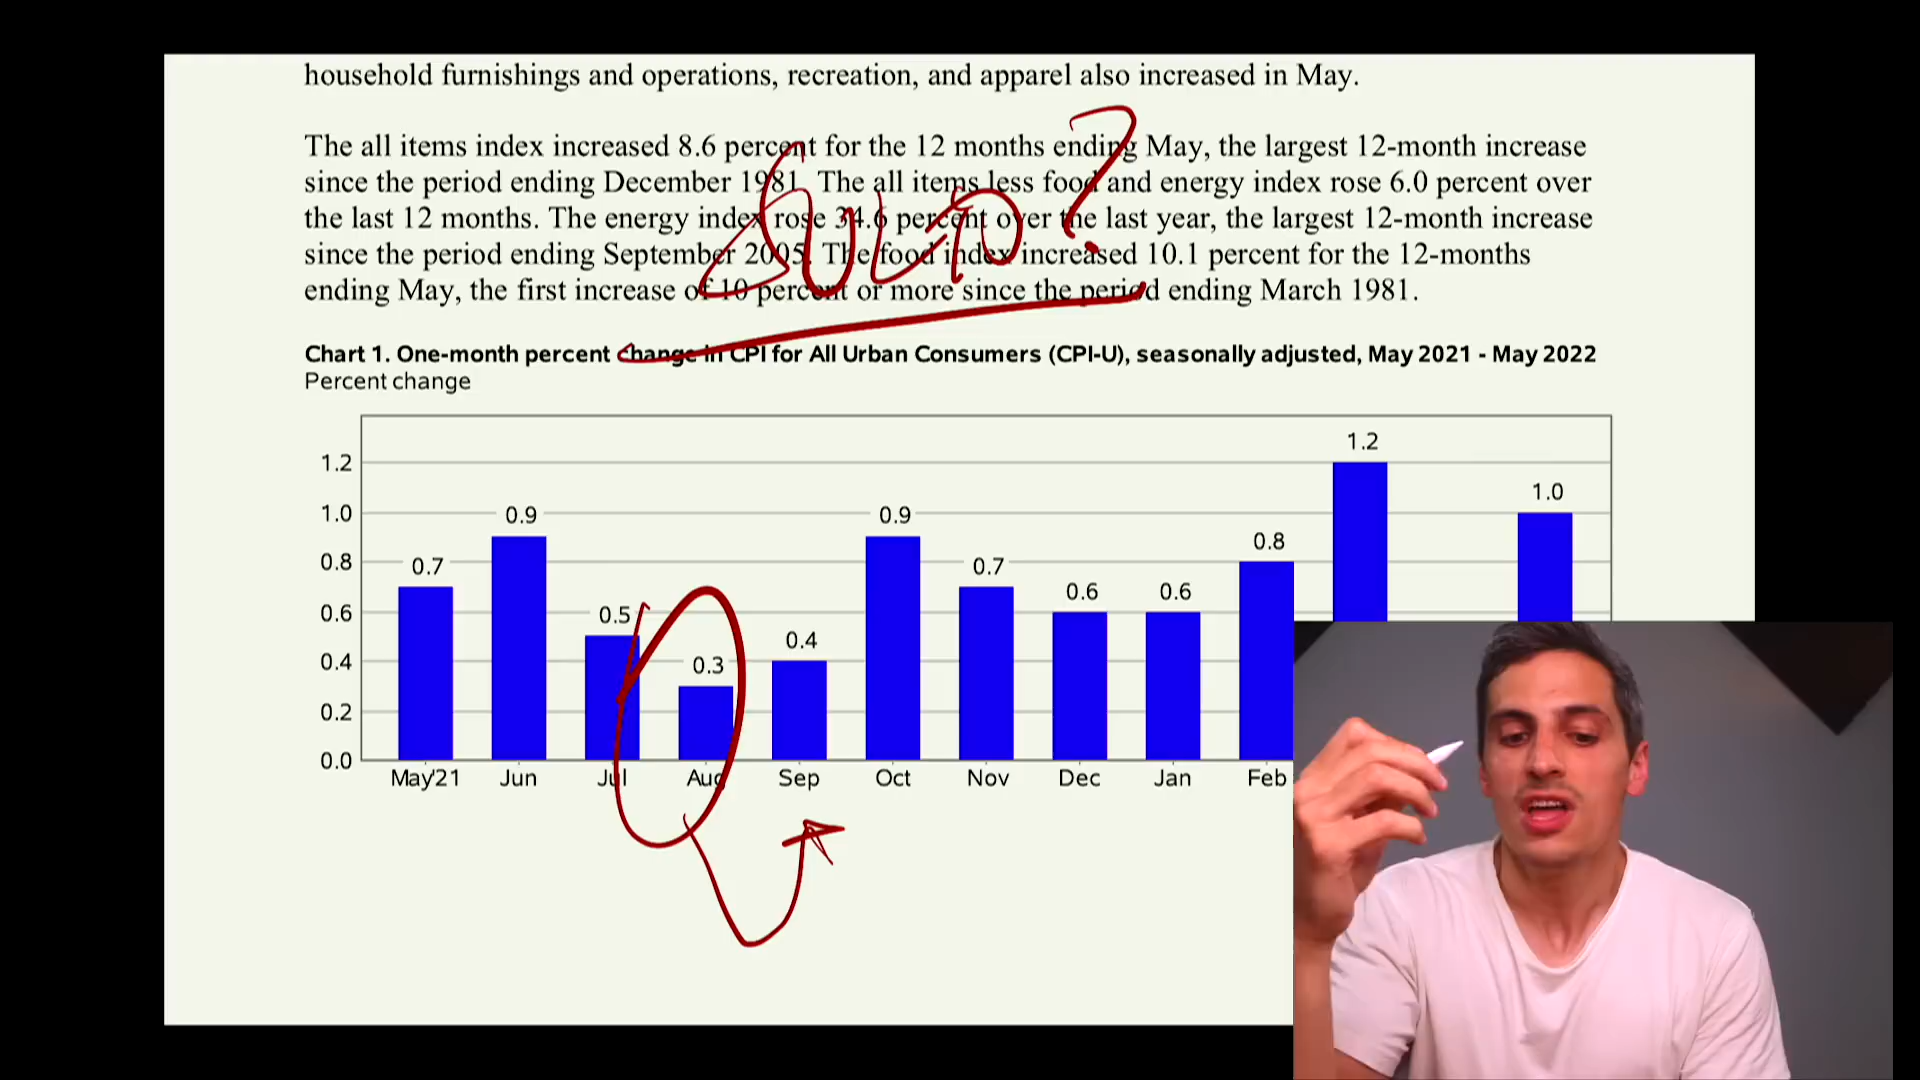 household furnishings and operations, recreation, and apparel also increased in May.
The all items index increased 8.6 percent for the 12 months ending May, the largest 12-month increase
since the period ending December 1981. The all items less food and energy index rose 6.0 percent over
the last 12 months. The energy index rose 34.6 percent over the last year, the largest 12-month increase
since the period ending September 2005. The food index increased 10.1 percent for the 12-months
ending May, the first increase of 10 percent or more since the period ending March 1981.
Chart 1. One-month percent change in CPI for All Urban Consumers (CPI-U), seasonally adjusted, May 2021 - May 2022
Percent change
1.2
1.2
1.0
1.0
0.9
0.9
0.8
0.8
0.7
0.7
0.6
0.6
0.6
0.5
0.4
0.4
0.3
0.2
0.0
May'21 Jun Jul Aug Sep Oct Nov Dec Jan Feb